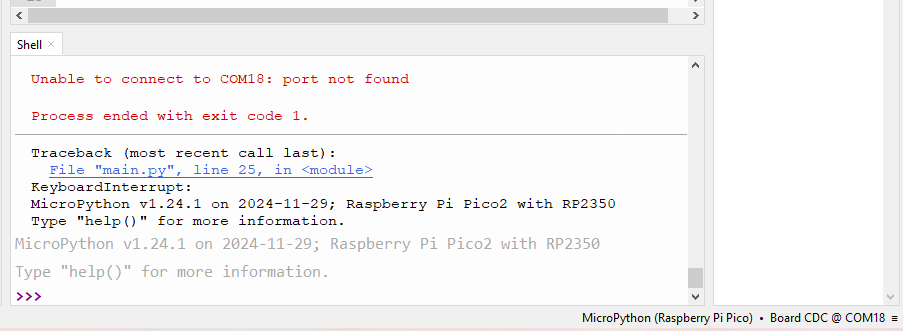 Shell ×
Unable to connect to COM18: port not found
Process ended with exit code 1.
Traceback (most recent call last):
File "main.py", line 25, in <module>
KeyboardInterrupt:
MicroPython v1.24.1 on 2024-11-29; Raspberry Pi Pico2 with RP2350
Type "help()" for more information.
MicroPython v1.24.1 on 2024-11-29; Raspberry Pi Pico2 with RP2350
Type "help()" for more information.
>>>
MicroPython (Raspberry Pi Pico) • Board CDC @ COM18 ≡